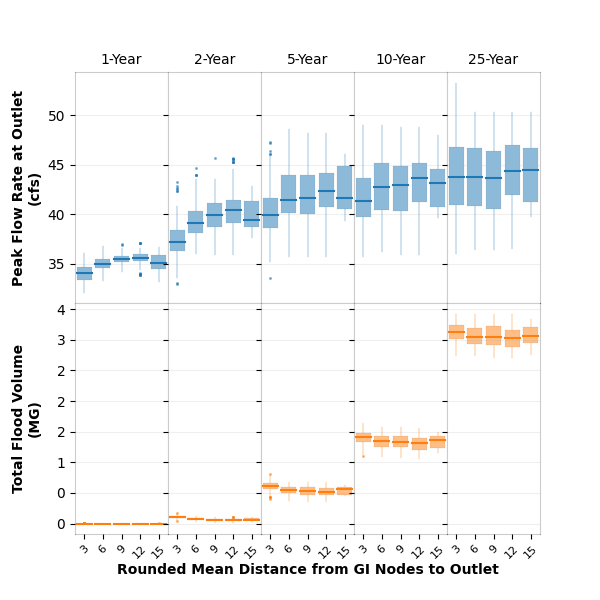 1-Year 2-Year 5-Year 10-Year 25-Year
Peak Flow Rate at Outlet
(cfs)
50
45
40
35
Total Flood Volume
(MG)
4
3
2
2
2
1
0
0
3 6 9 12 15 3 6 9 12 15 3 6 9 12 15 3 6 9 12 15 3 6 9 12 15
Rounded Mean Distance from GI Nodes to Outlet